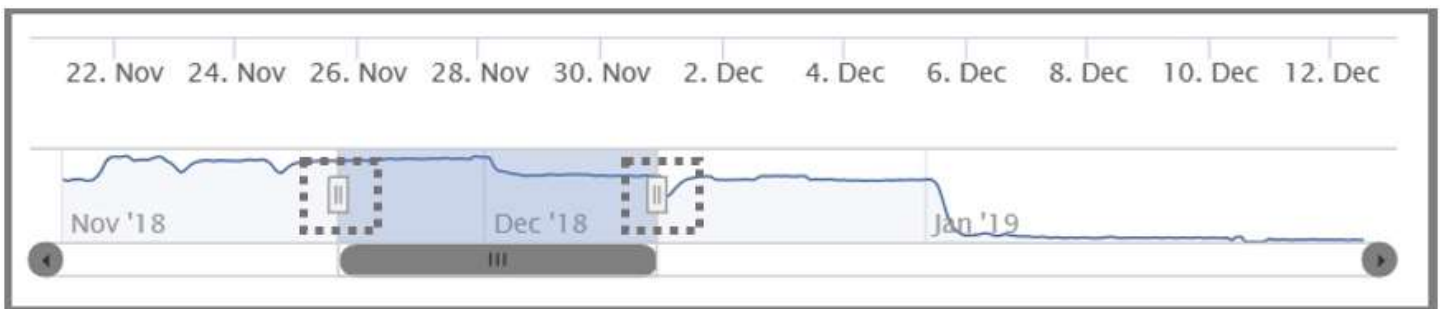 22. Nov 24. Nov 26. Nov 28. Nov 30. Nov 2. Dec 4. Dec 6. Dec 8. Dec 10. Dec 12. Dec
Nov '18 Dec '18 Jan '19